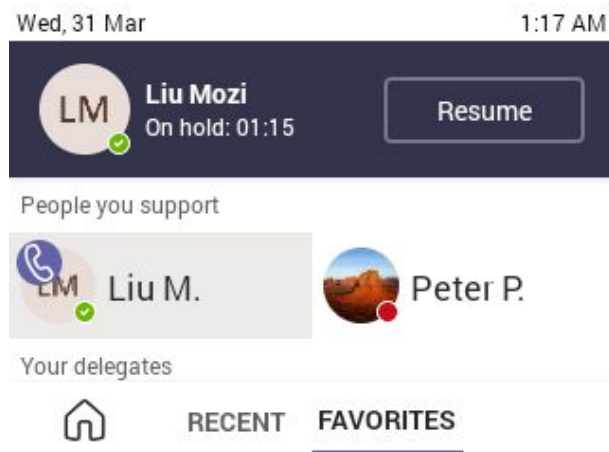 Wed, 31 Mar 1:17 AM
LM Liu Mozi
On hold: 01:15
Resume
People you support
LM Liu M. Peter P.
Your delegates
RECENT FAVORITES